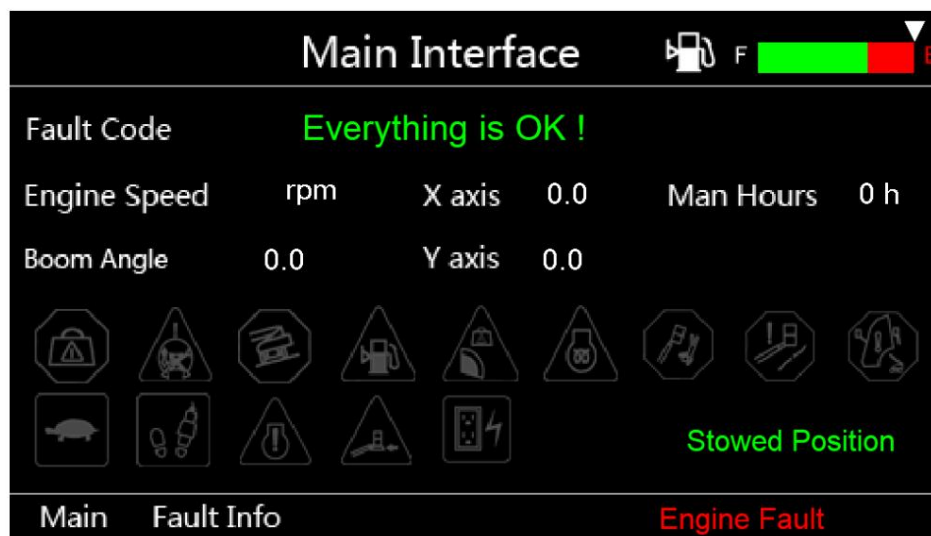 Main Interface F E
Fault Code Everything is OK !
Engine Speed rpm X axis 0.0 Man Hours 0 h
Boom Angle 0.0 Y axis 0.0
Stowed Position
Main Fault Info Engine Fault